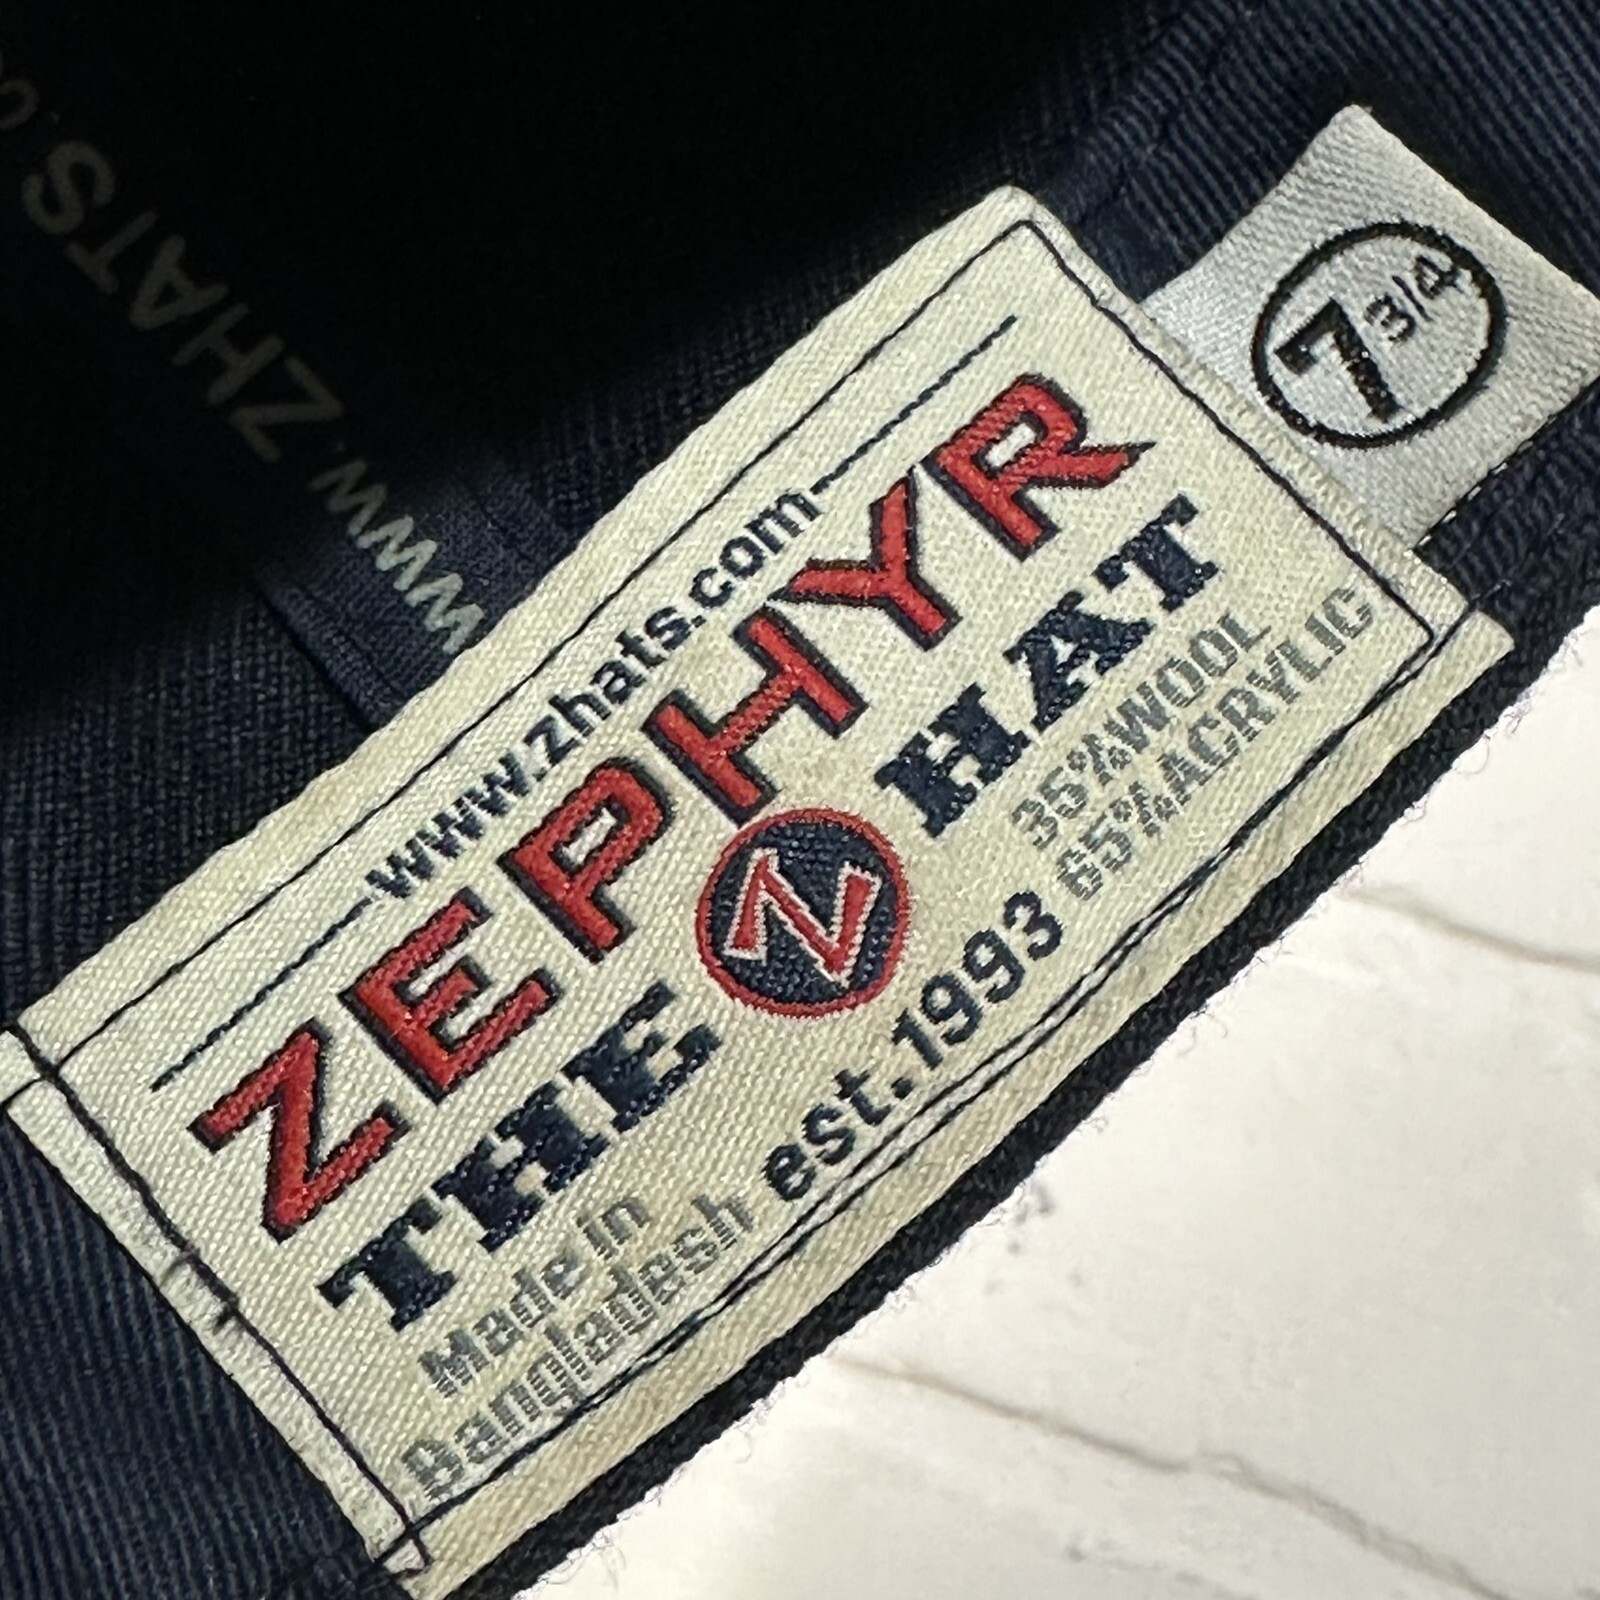 www.ZHATS.co
7 3/4
www.zhats.com
ZEPHYR
THE Z HAT
Made in
Bangladesh
est.1993
35%WOOL
65%ACRYLIC